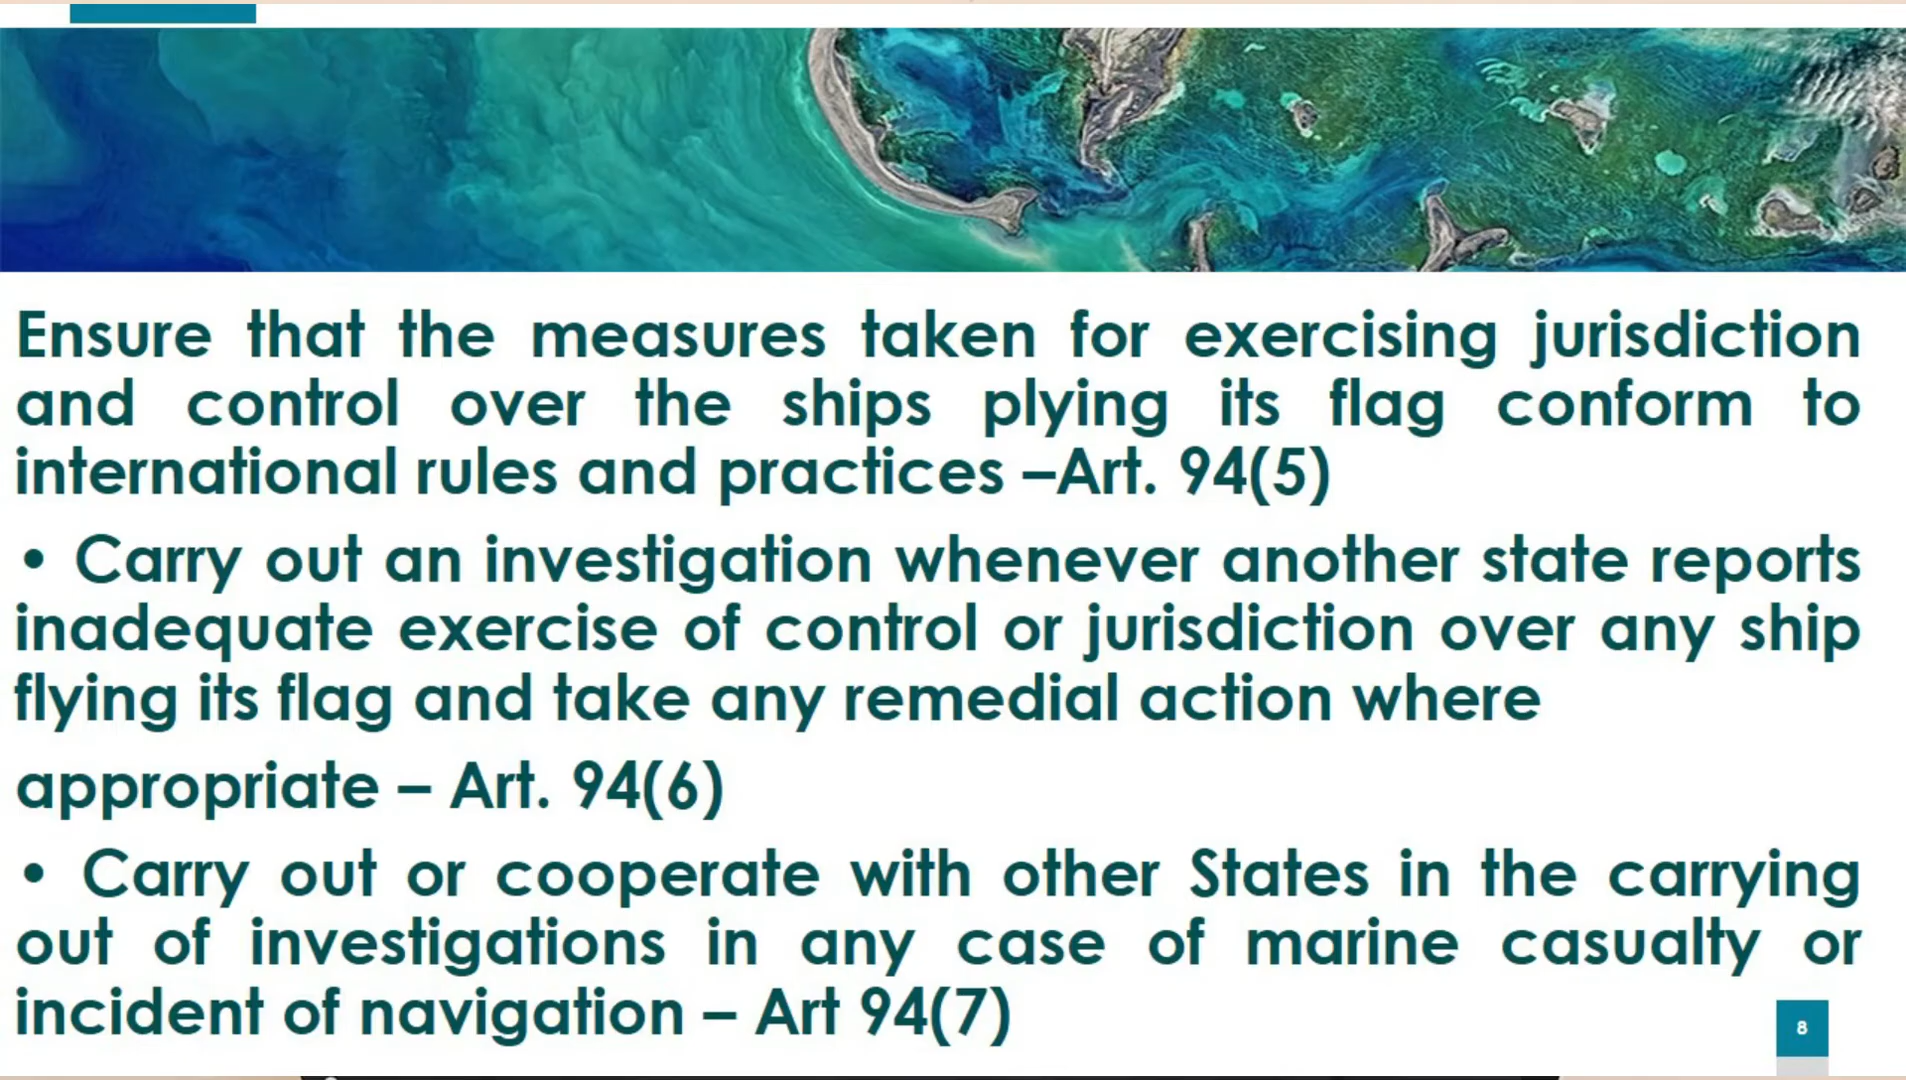 Ensure that the measures taken for exercising jurisdiction
and control over the ships plying its flag conform to
international rules and practices –Art. 94(5)
• Carry out an investigation whenever another state reports
inadequate exercise of control or jurisdiction over any ship
flying its flag and take any remedial action where
appropriate – Art. 94(6)
• Carry out or cooperate with other States in the carrying
out of investigations in any case of marine casualty or
incident of navigation – Art 94(7)
8